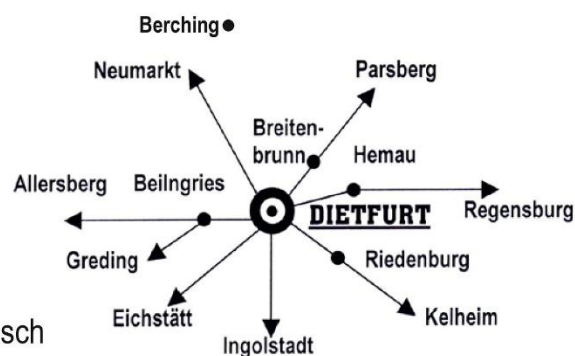 Berching
Neumarkt
Parsberg
Breiten-
brunn
Hemau
Allersberg
Beilngries
DIETFURT
Regensburg
Greding
Riedenburg
Eichstätt
Kelheim
sch
Ingolstadt